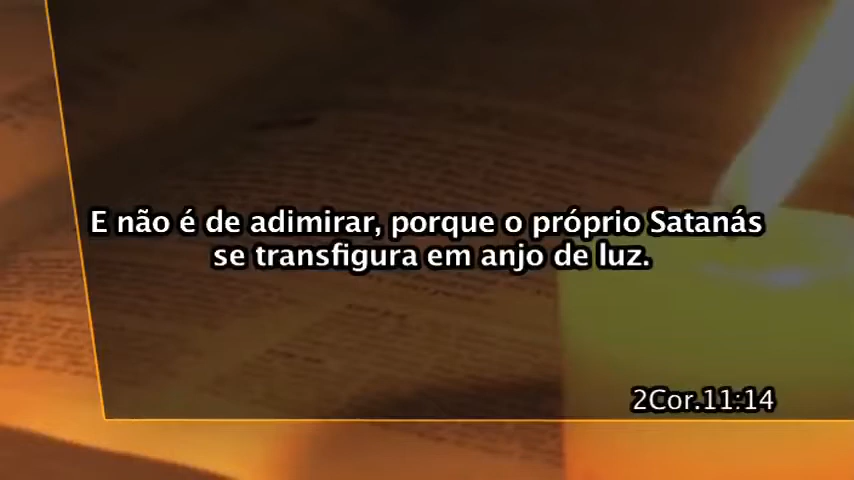 E não é de adimirar, porque o próprio Satanás
se transfigura em anjo de luz.
2Cor.11:14